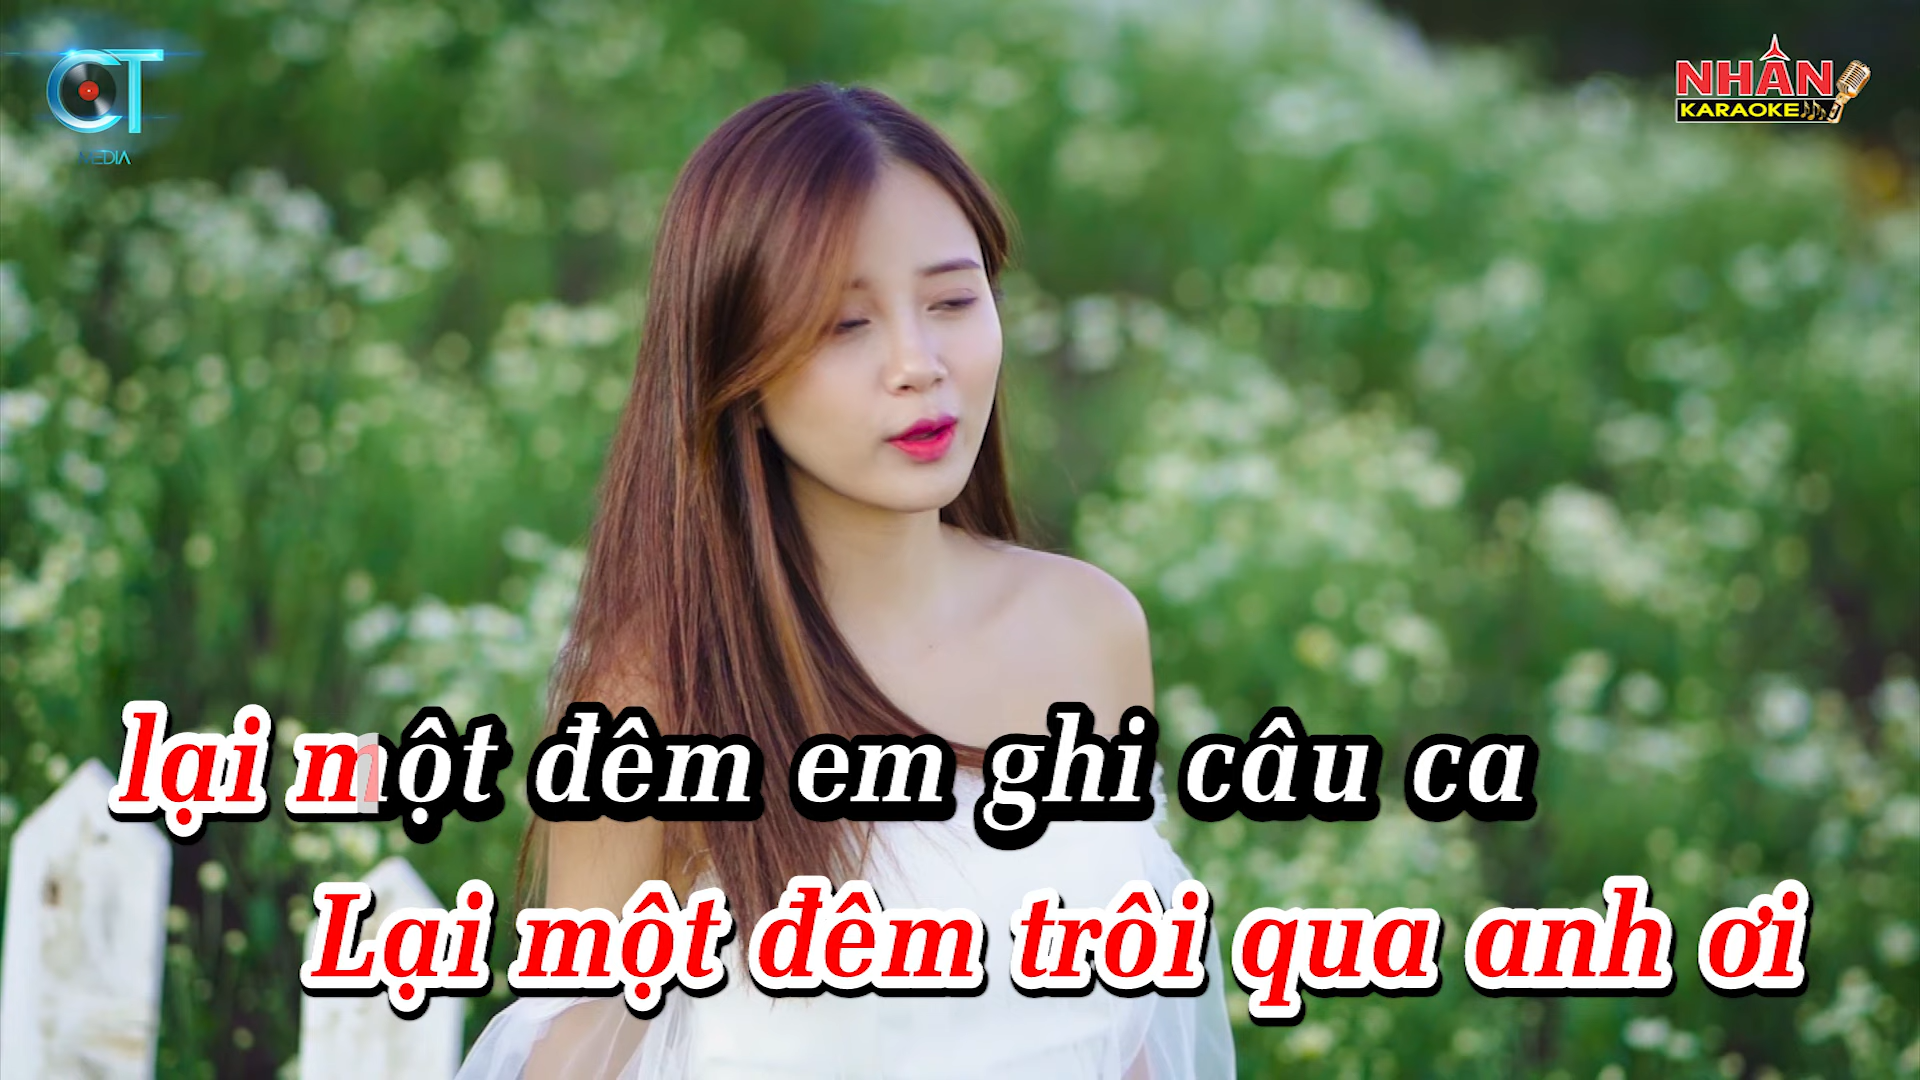 CT
MEDIA
NHÂN
KARAOKE
lại một đêm em ghi câu ca
Lại một đêm trôi qua anh ơi